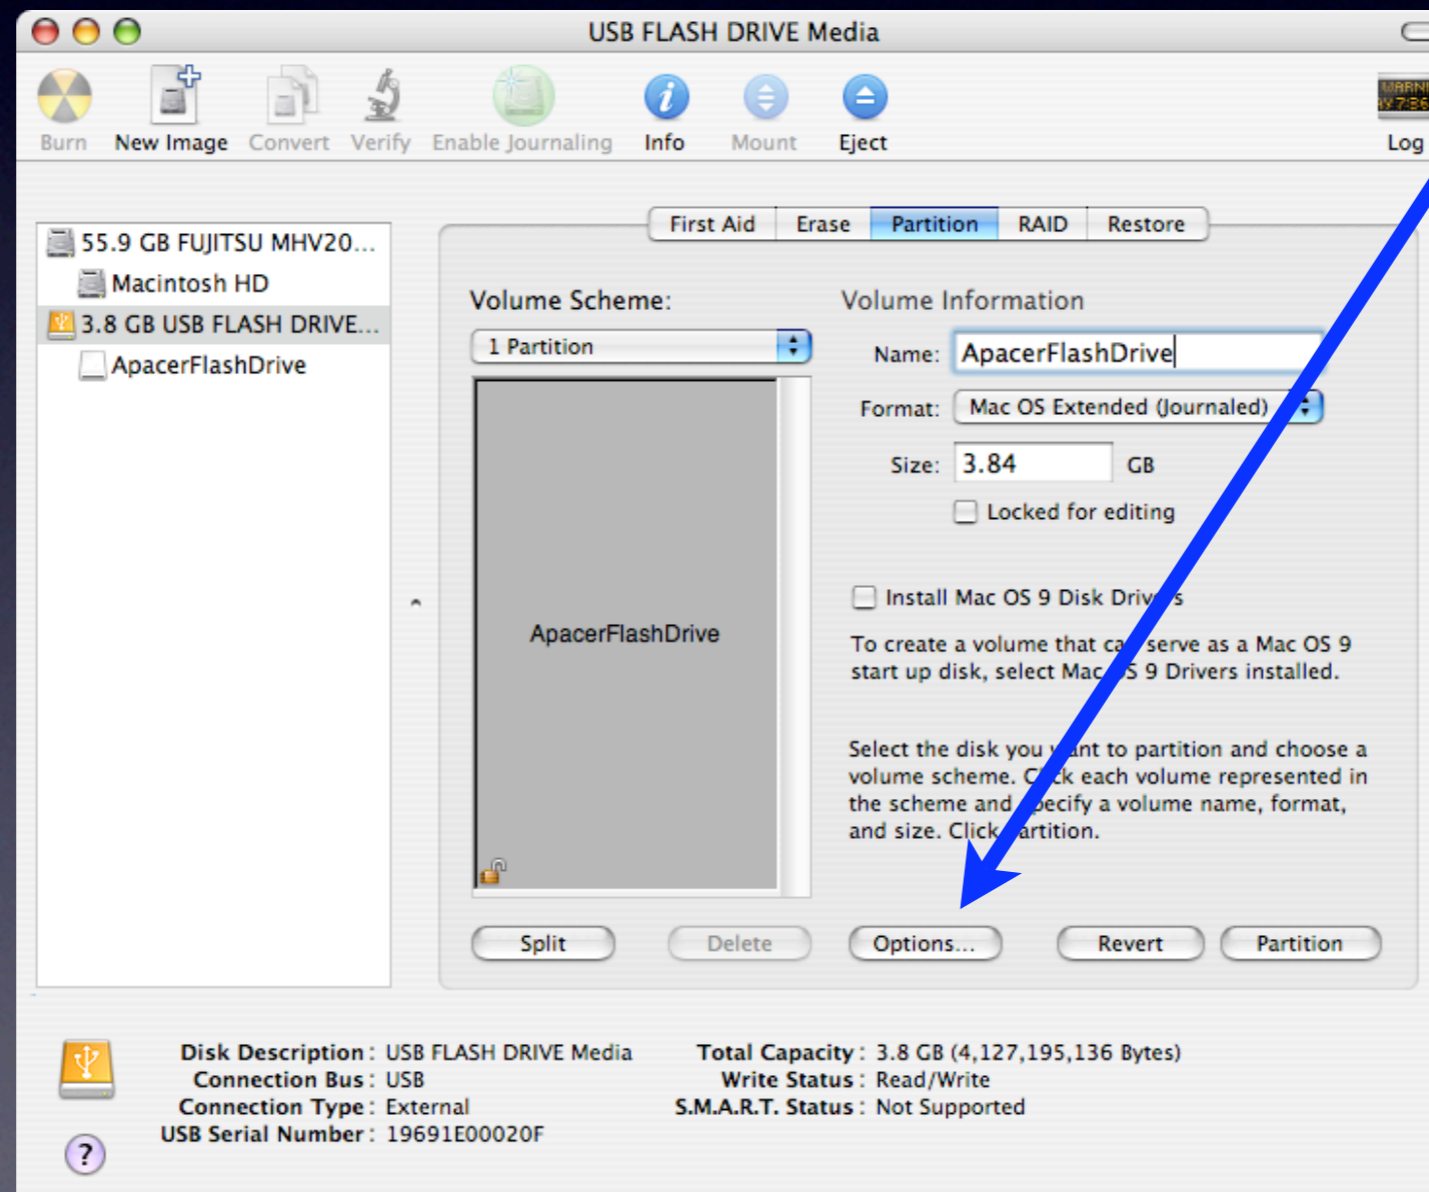 USB FLASH DRIVE Media
Burn New Image Convert Verify Enable Journaling Info Mount Eject Log
First Aid Erase Partition RAID Restore
55.9 GB FUJITSU MHV20...
Macintosh HD
3.8 GB USB FLASH DRIVE...
ApacerFlashDrive
Volume Scheme:
1 Partition
ApacerFlashDrive
Volume Information
Name: ApacerFlashDrive
Format: Mac OS Extended (Journaled)
Size: 3.84 GB
Locked for editing
Install Mac OS 9 Disk Drivers
To create a volume that can serve as a Mac OS 9
start up disk, select Mac OS 9 Drivers installed.
Select the disk you want to partition and choose a
volume scheme. Click each volume represented in
the scheme and specify a volume name, format,
and size. Click Partition.
Split Delete Options... Revert Partition
Disk Description : USB FLASH DRIVE Media
Connection Bus : USB
Connection Type : External
USB Serial Number : 19691E00020F
Total Capacity : 3.8 GB (4,127,195,136 Bytes)
Write Status : Read/Write
S.M.A.R.T. Status : Not Supported
?